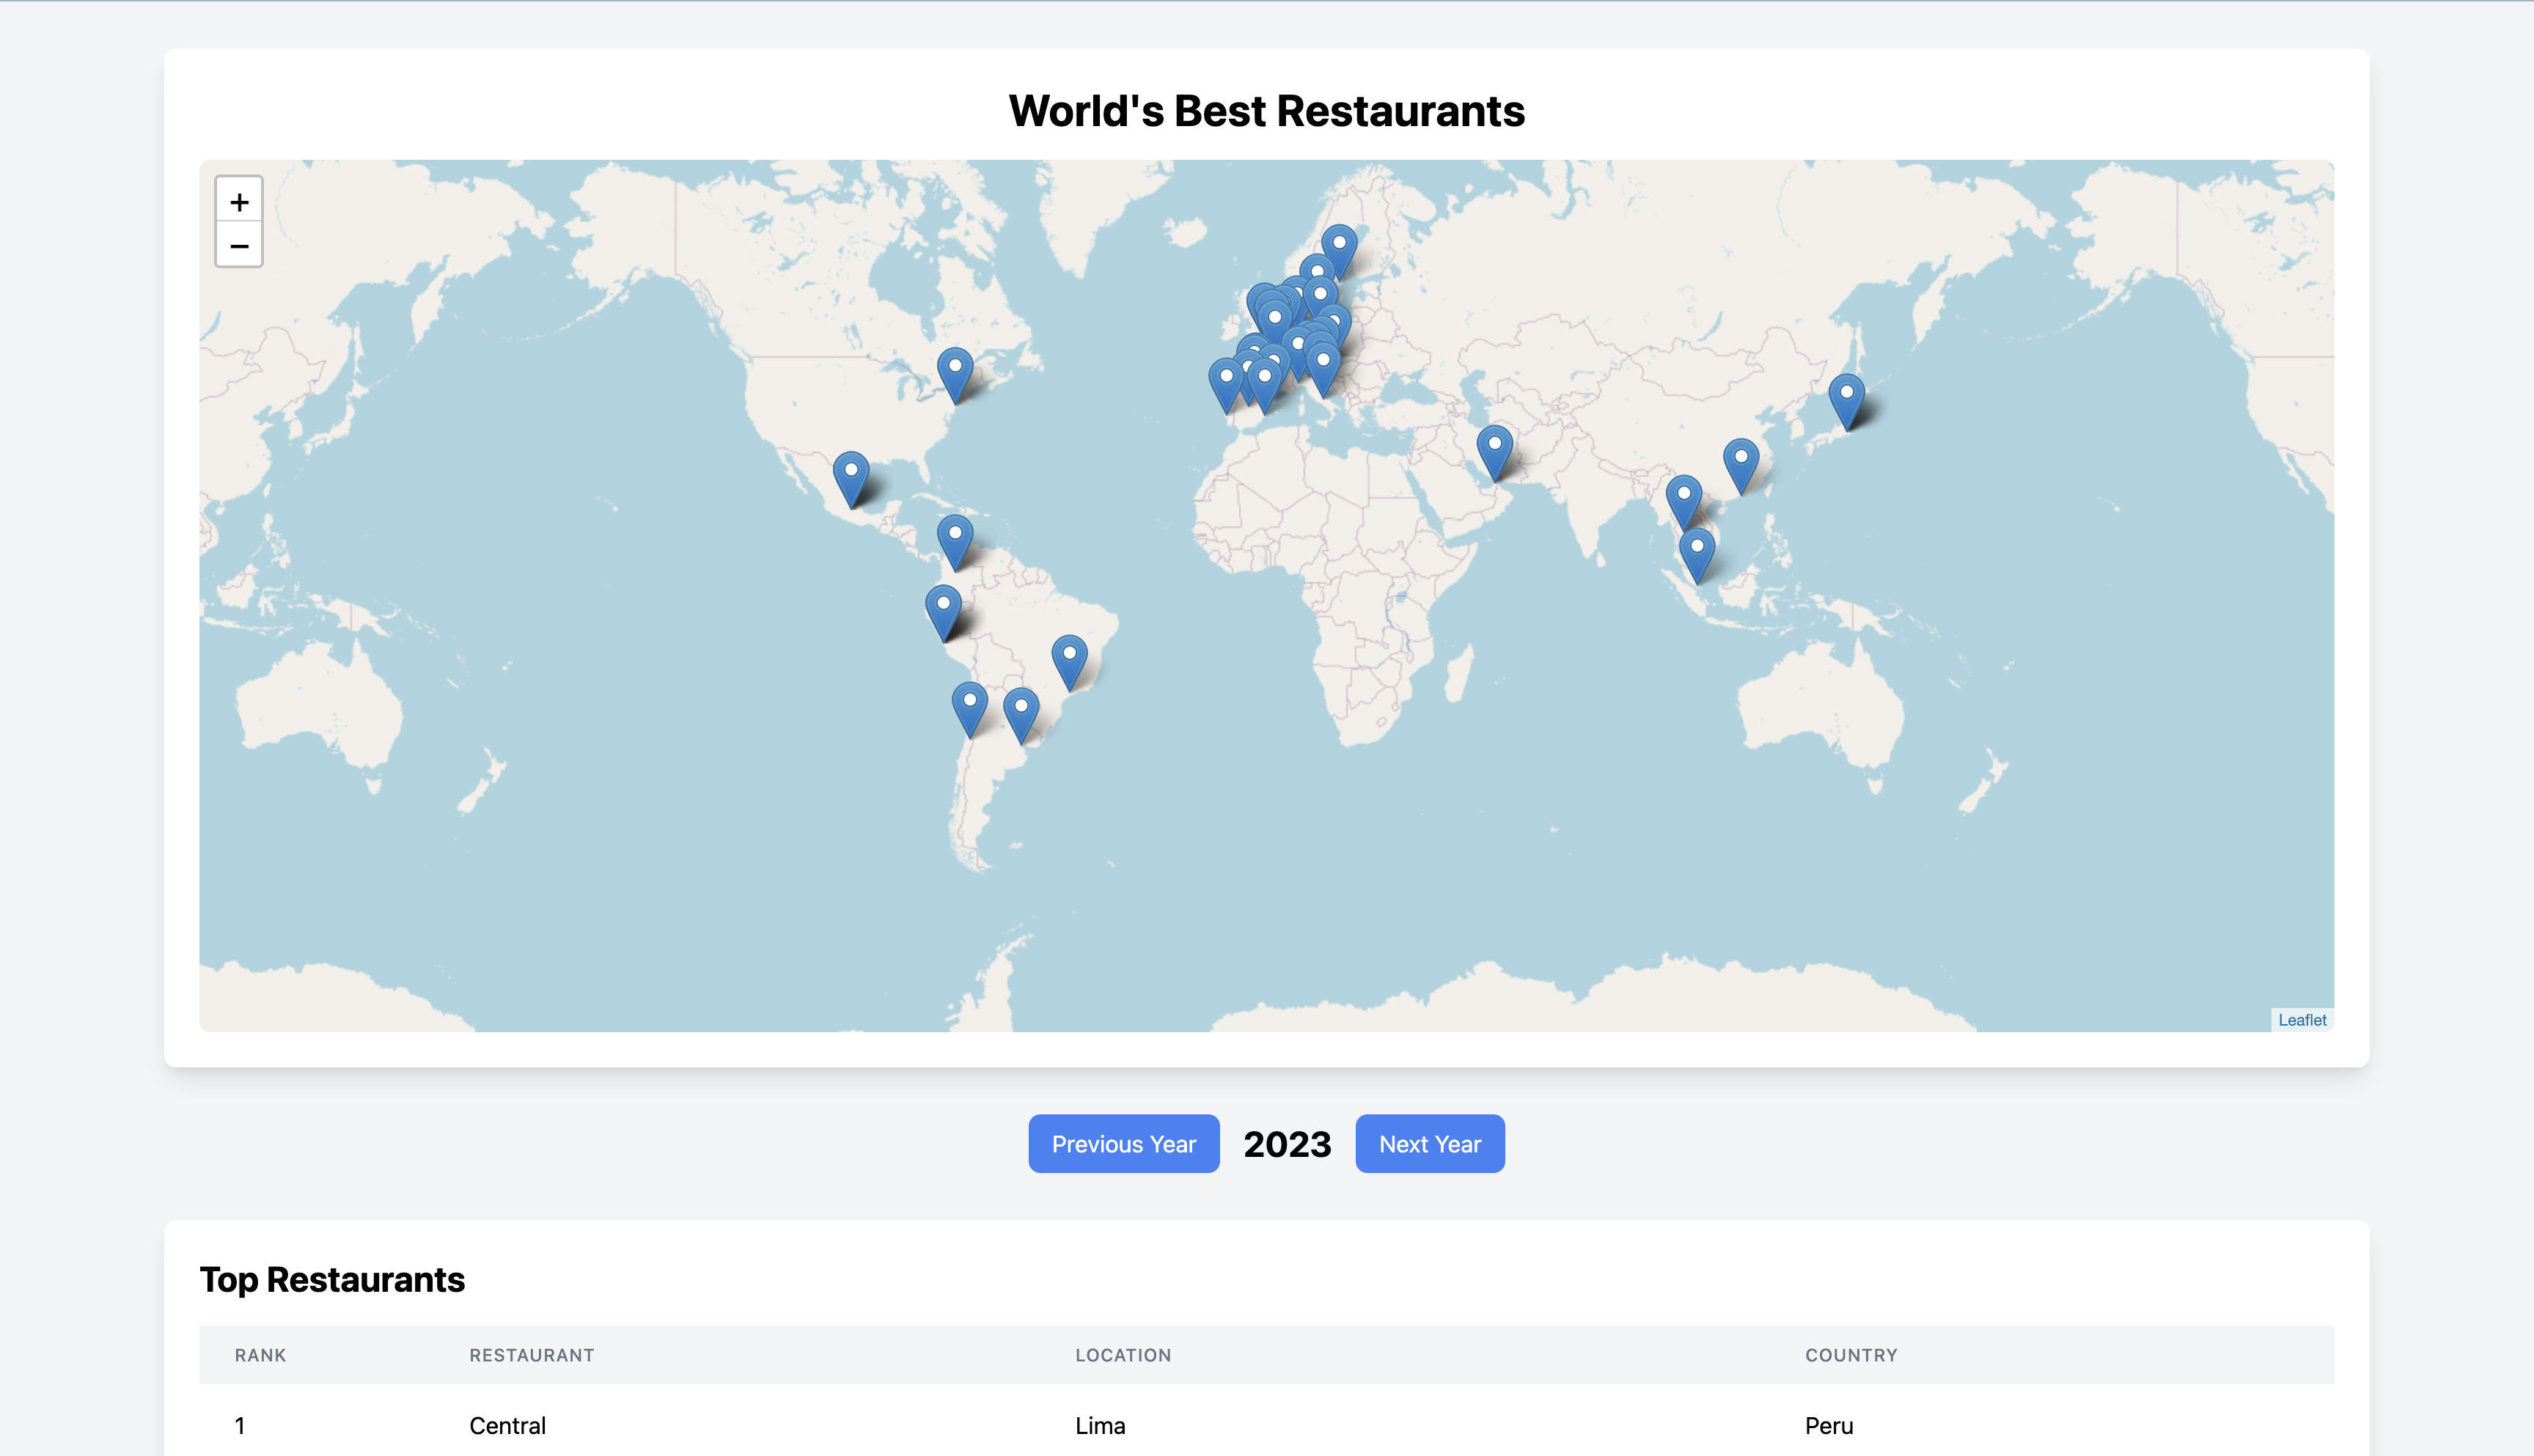 World's Best Restaurants
+
−
Leaflet
Previous Year 2023 Next Year
Top Restaurants
RANK RESTAURANT LOCATION COUNTRY
1 Central Lima Peru